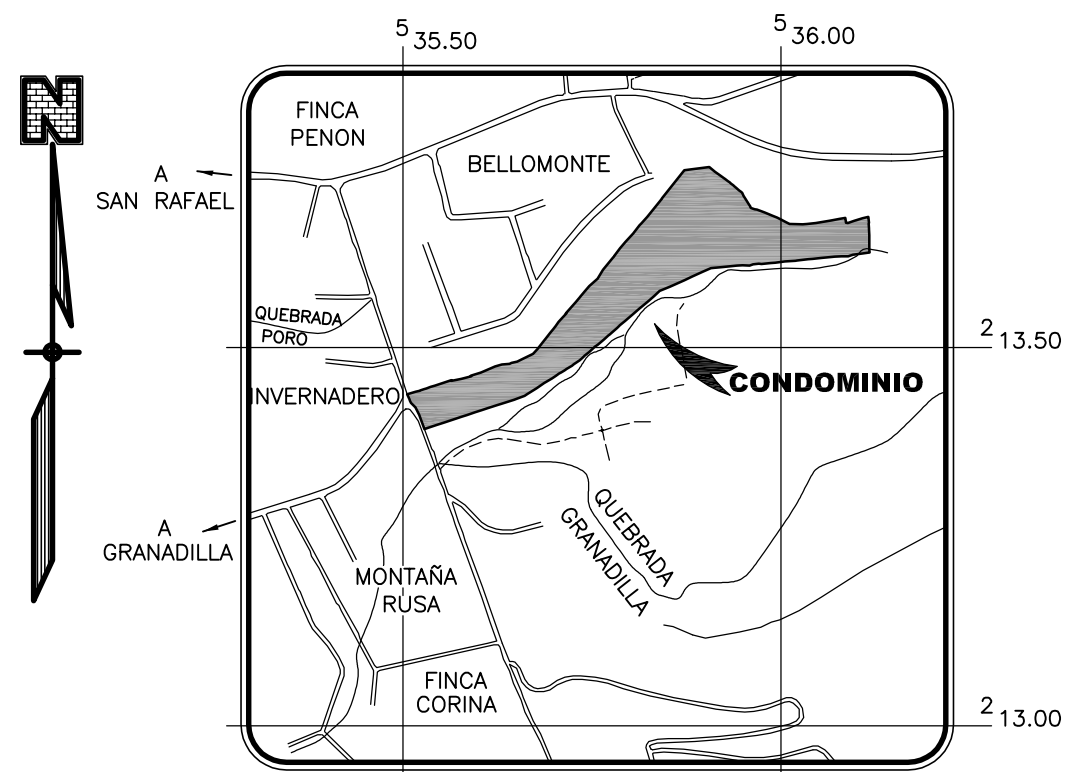 5 35.50
5 36.00
N
FINCA
PENON
BELLOMONTE
A
SAN RAFAEL
QUEBRADA
PORO
2 13.50
CONDOMINIO
INVERNADERO
QUEBRADA
GRANADILLA
A
GRANADILLA
MONTAÑA
RUSA
FINCA
CORINA
2 13.00